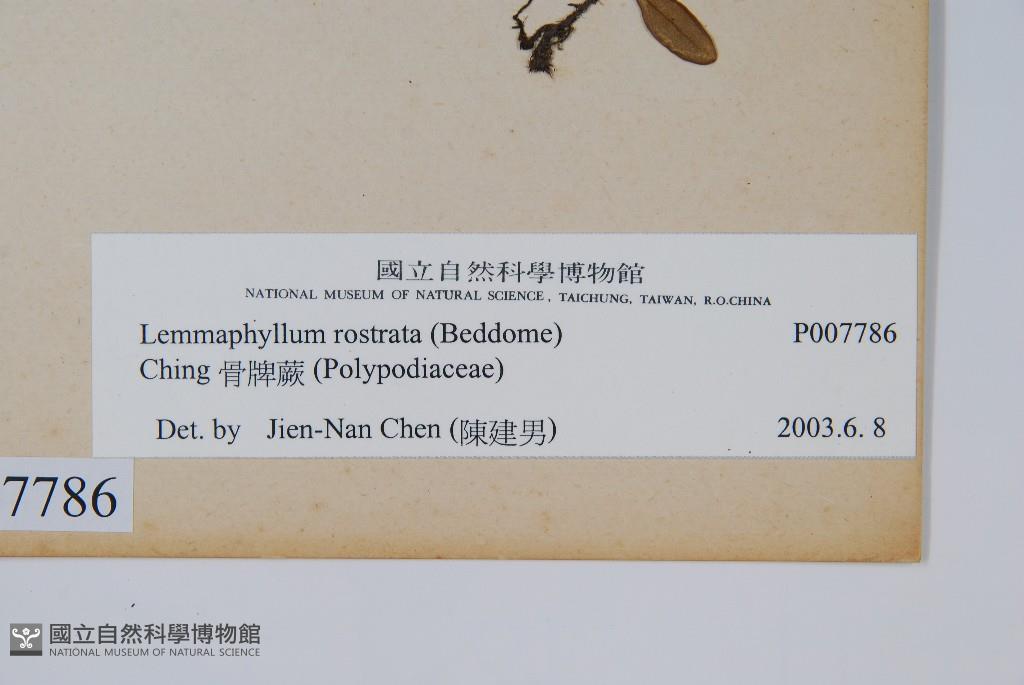 國立自然科學博物館
NATIONAL MUSEUM OF NATURAL SCIENCE, TAICHUNG, TAIWAN, R.O.CHINA
Lemmaphyllum rostrata (Beddome) P007786
Ching 骨牌蕨 (Polypodiaceae)
Det. by Jien-Nan Chen (陳建男) 2003.6. 8
7786
國立自然科學博物館
NATIONAL MUSEUM OF NATURAL SCIENCE